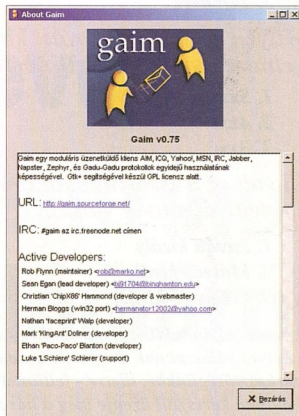 About Gaim
gaim
Gaim v0.75
Gaim egy moduláris üzenetküldő kliens AIM, ICQ, Yahoo!, MSN, IRC, Jabber,
Napster, Zephyr, és Gadu-Gadu protokollok egyidejű használatának
képességével. Gtk+ segítségével készül GPL licensz alatt.
URL: http://gaim.sourceforge.net/
IRC: #gaim az irc.freenode.net címen
Active Developers:
Rob Flynn (maintainer) <rob@marko.net>
Sean Egan (lead developer) <bj91704@binghamton.edu>
Christian 'ChipX86' Hammond (developer & webmaster)
Herman Bloggs (win32 port) <hermanator12002@yahoo.com>
Nathan 'faceprint' Walp (developer)
Mark 'KingAnt' Doliner (developer)
Ethan 'Paco-Paco' Blanton (developer)
Luke 'LSchiere' Schierer (support)
Bezárás